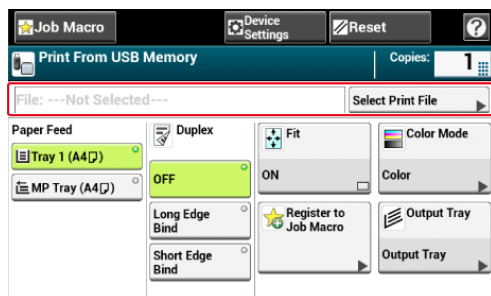 Job Macro
Device Settings
Reset
?
Print From USB Memory
Copies:
1
File: ---Not Selected---
Select Print File
Paper Feed
Tray 1 (A4)
MP Tray (A4)
Duplex
OFF
Long Edge
Bind
Short Edge
Bind
Fit
ON
Register to
Job Macro
Color Mode
Color
Output Tray
Output Tray